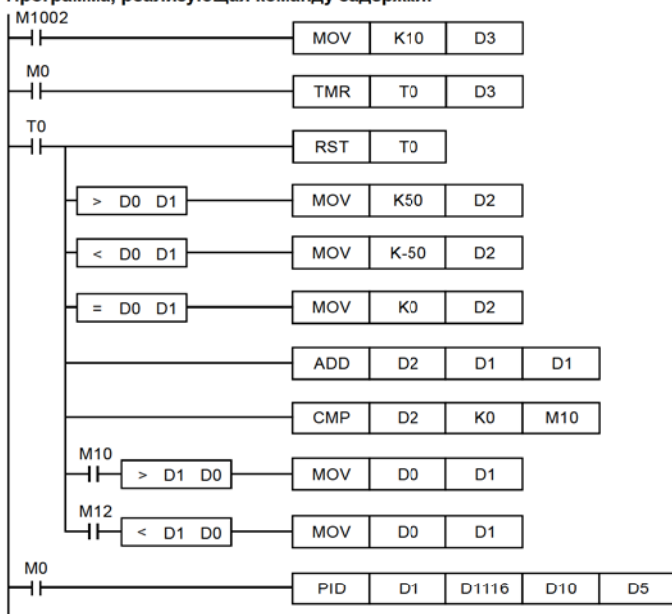 Программа, реализующая команду задержки:
M1002
MOV K10 D3
M0
TMR T0 D3
T0
RST T0
> D0 D1 MOV K50 D2
< D0 D1 MOV K-50 D2
= D0 D1 MOV K0 D2
ADD D2 D1 D1
CMP D2 K0 M10
M10
> D1 D0 MOV D0 D1
M12
< D1 D0 MOV D0 D1
M0
PID D1 D1116 D10 D5